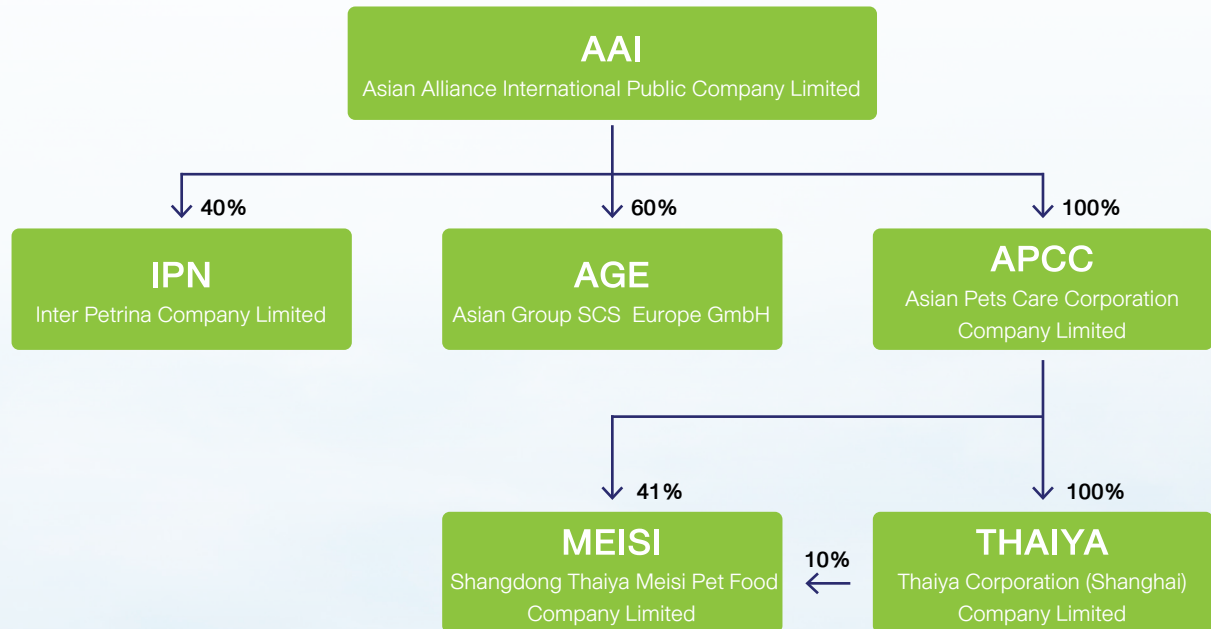 AAI
Asian Alliance International Public Company Limited
40%
60%
100%
IPN
Inter Petrina Company Limited
AGE
Asian Group SCS Europe GmbH
APCC
Asian Pets Care Corporation
Company Limited
41%
100%
MEISI
Shangdong Thaiya Meisi Pet Food
Company Limited
10%
THAIYA
Thaiya Corporation (Shanghai)
Company Limited